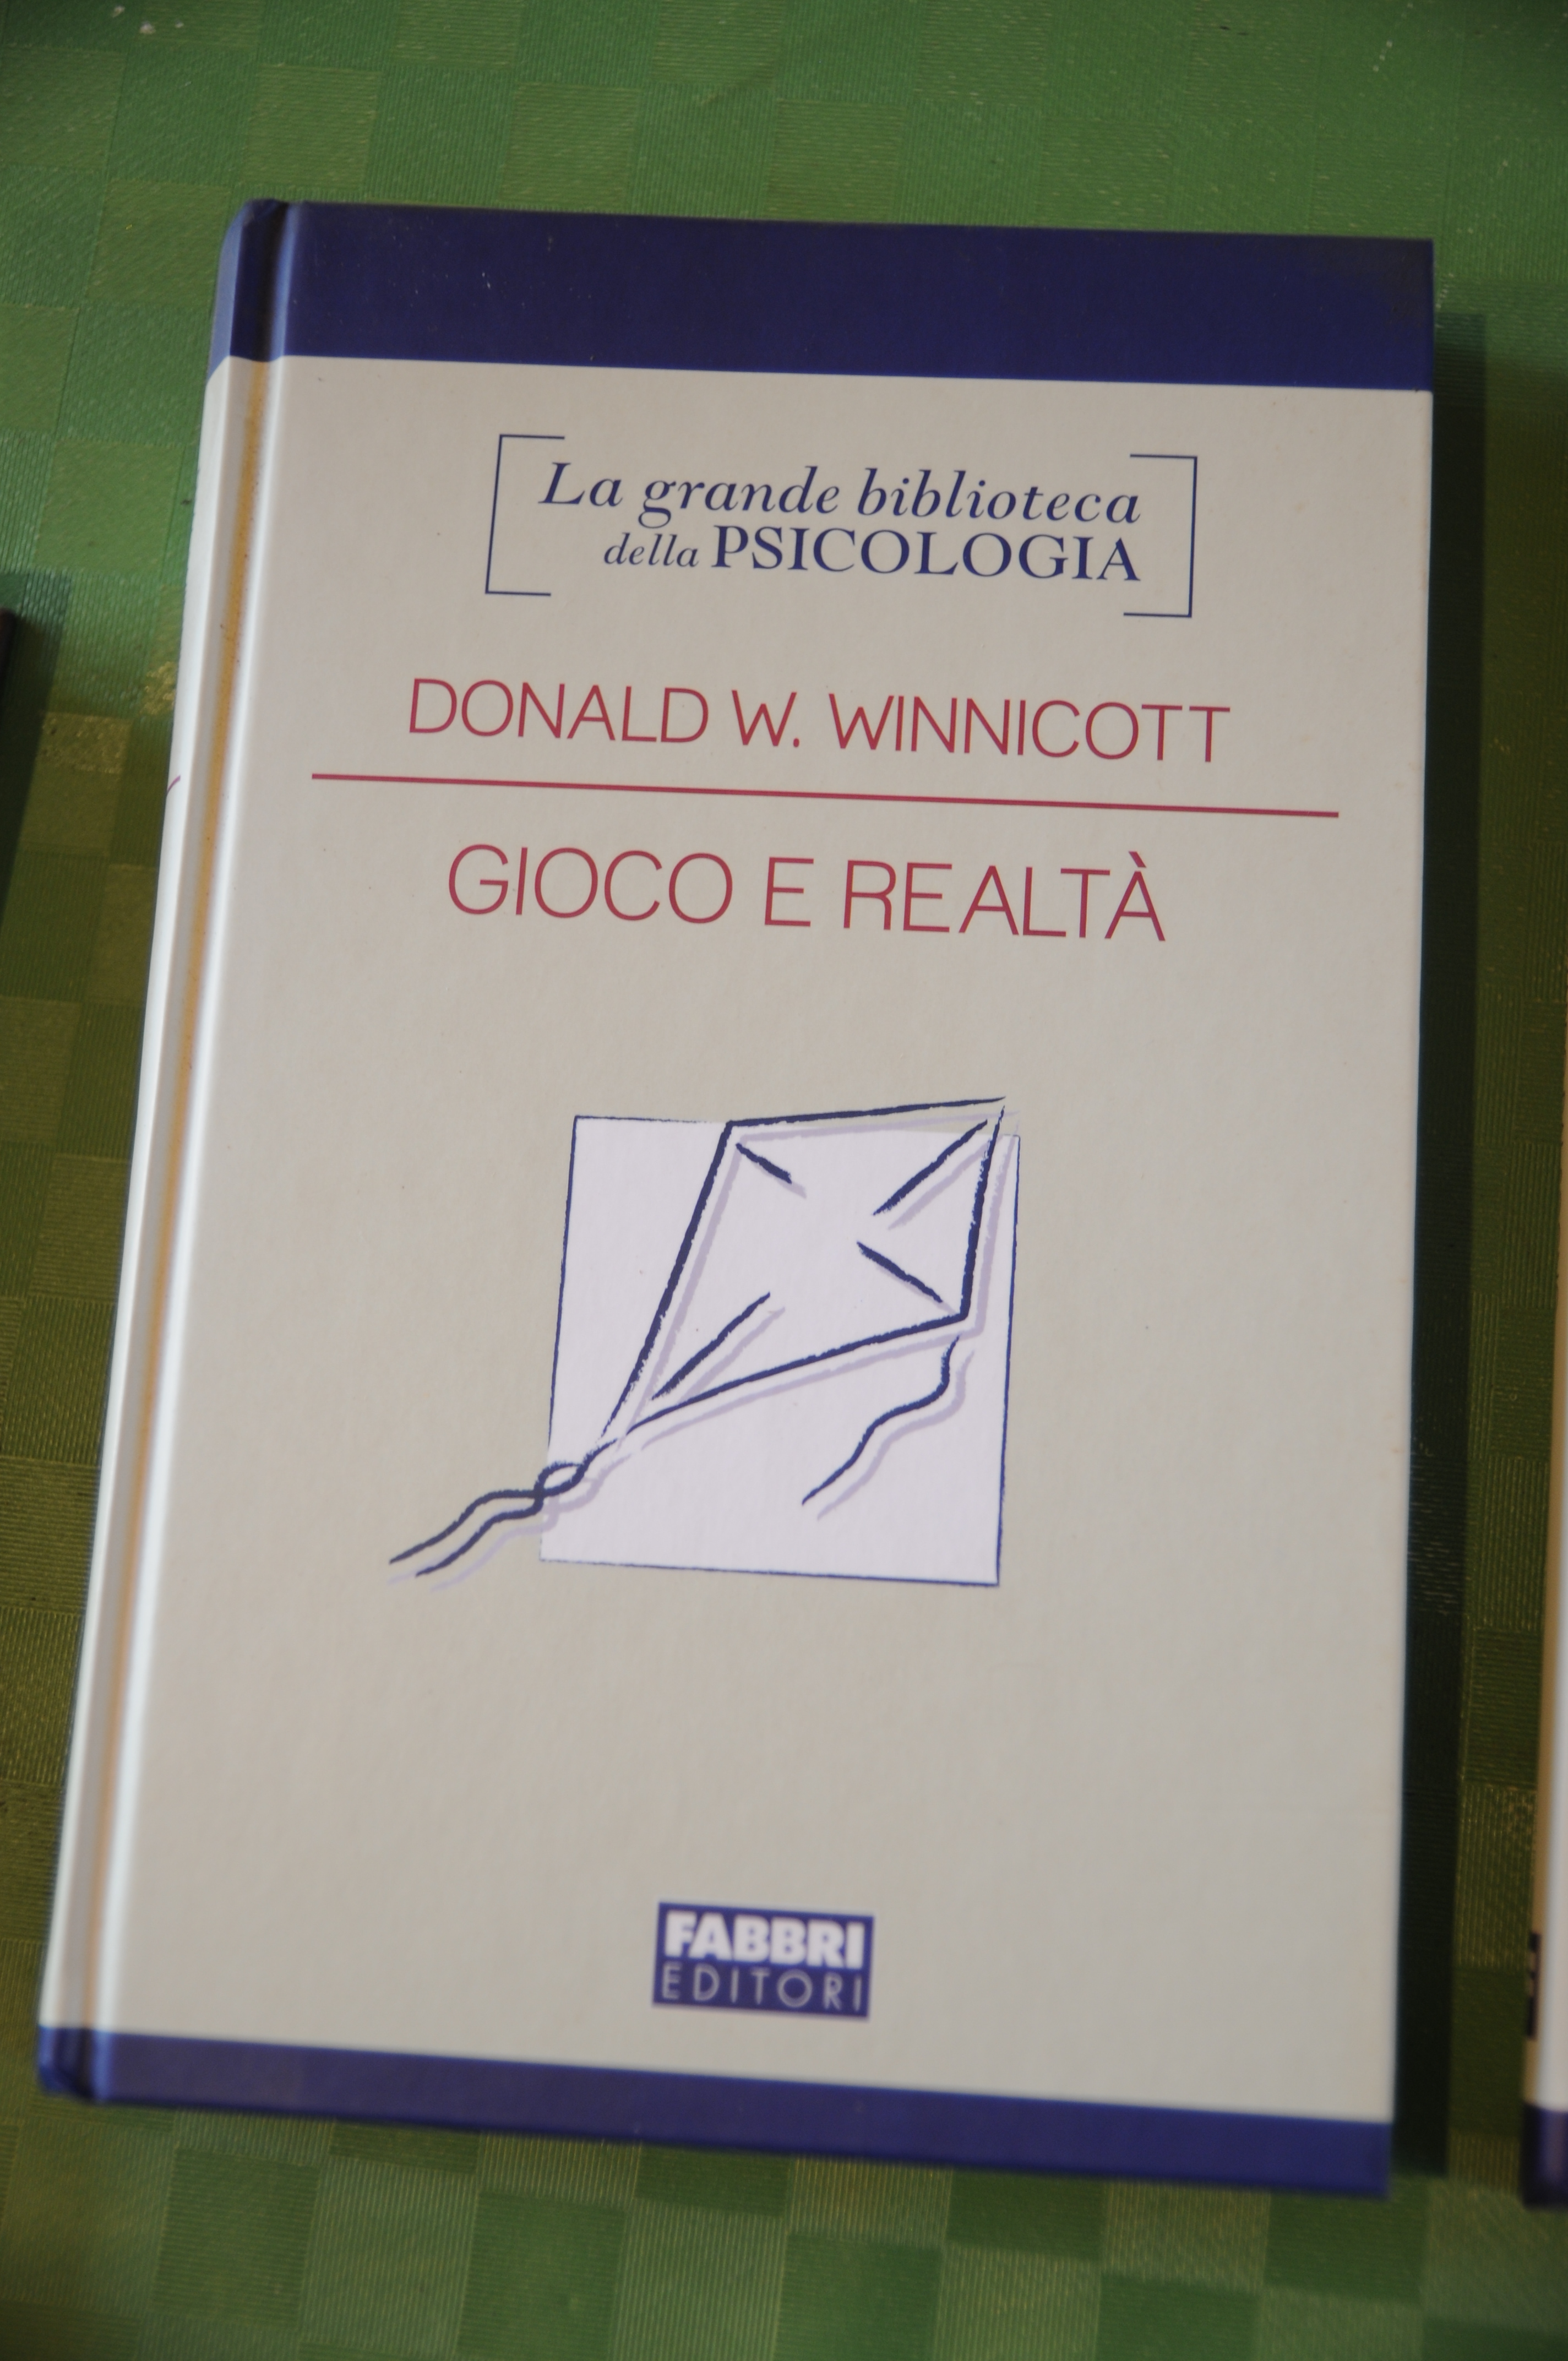 La grande biblioteca
della PSICOLOGIA
DONALD W. WINNICOTT
GIOCO E REALTÀ
FABBRI
EDITORI